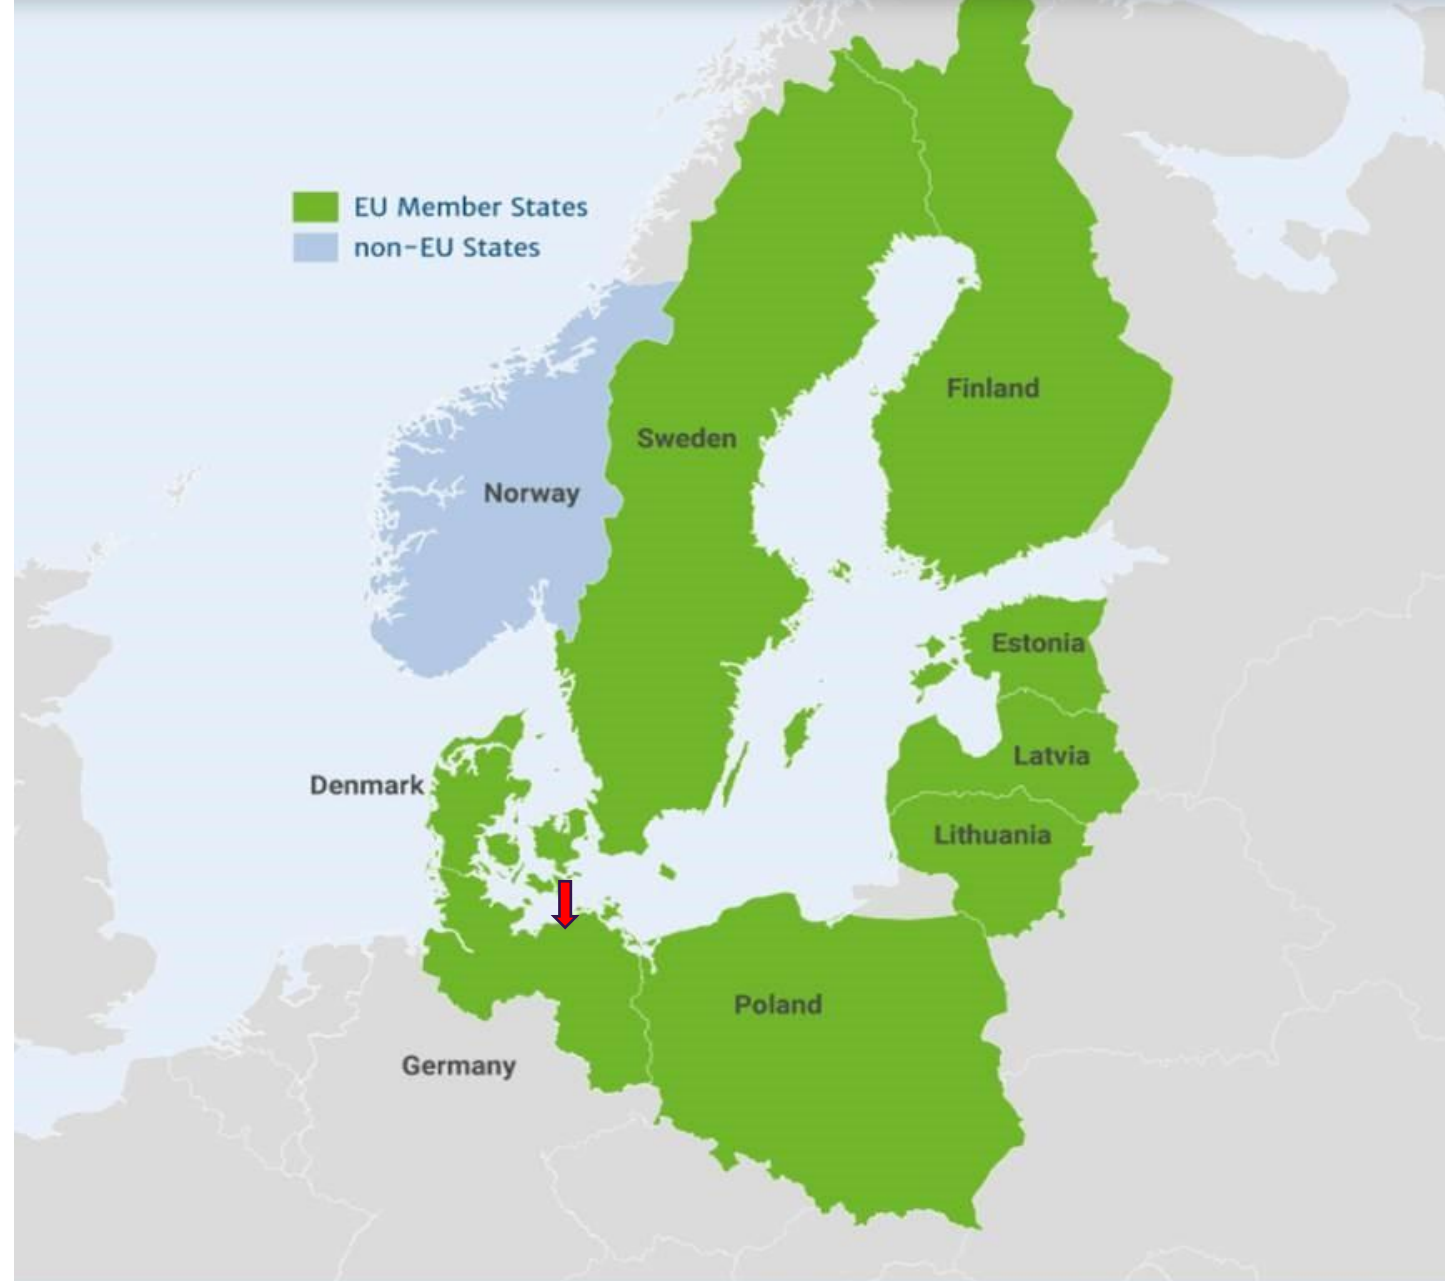 EU Member States
non-EU States
Finland
Sweden
Norway
Estonia
Latvia
Denmark
Lithuania
Poland
Germany